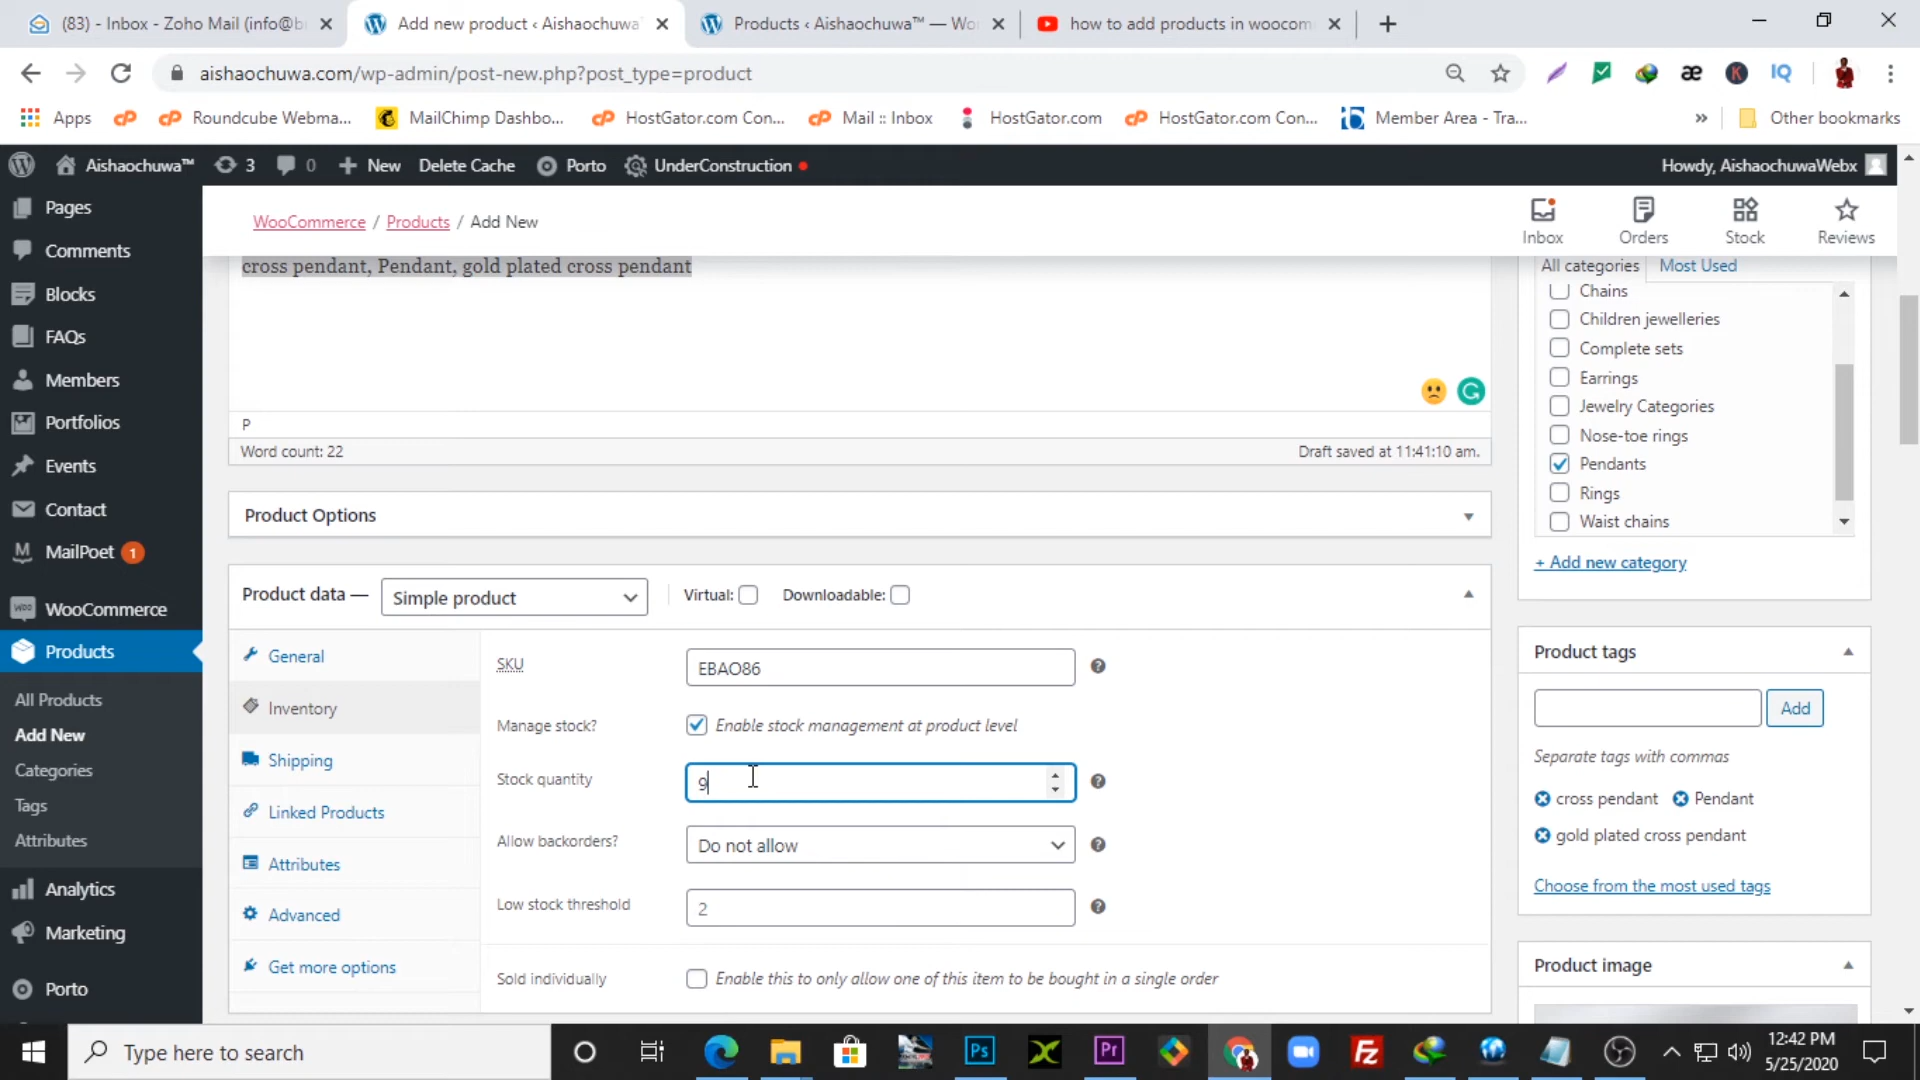 (83) - Inbox - Zoho Mail (info@b
Add new product ‹ Aishaochuwa
Products ‹ Aishaochuwa™ — Wo
how to add products in woocom
aishaochuwa.com/wp-admin/post-new.php?post_type=product
Apps
Roundcube Webma...
MailChimp Dashbo...
HostGator.com Con...
Mail :: Inbox
HostGator.com
HostGator.com Con...
Member Area - Tra...
»
Other bookmarks
Aishaochuwa™
3
0
New
Delete Cache
Porto
UnderConstruction
Howdy, AishaochuwaWebx
Pages
Comments
Blocks
FAQs
Members
Portfolios
Events
Contact
MailPoet 1
WooCommerce
Products
All Products
Add New
Categories
Tags
Attributes
Analytics
Marketing
Porto
WooCommerce / Products / Add New
Inbox
Orders
Stock
Reviews
cross pendant, Pendant, gold plated cross pendant
P
Word count: 22
Draft saved at 11:41:10 am.
Product Options
Product data —
Simple product
Virtual:
Downloadable:
General
Inventory
Shipping
Linked Products
Attributes
Advanced
Get more options
SKU
EBAO86
Manage stock?
Enable stock management at product level
Stock quantity
9
Allow backorders?
Do not allow
Low stock threshold
2
Sold individually
Enable this to only allow one of this item to be bought in a single order
All categories
Most Used
Chains
Children jewelleries
Complete sets
Earrings
Jewelry Categories
Nose-toe rings
Pendants
Rings
Waist chains
+ Add new category
Product tags
Add
Separate tags with commas
cross pendant
Pendant
gold plated cross pendant
Choose from the most used tags
Product image
Type here to search
12:42 PM
5/25/2020